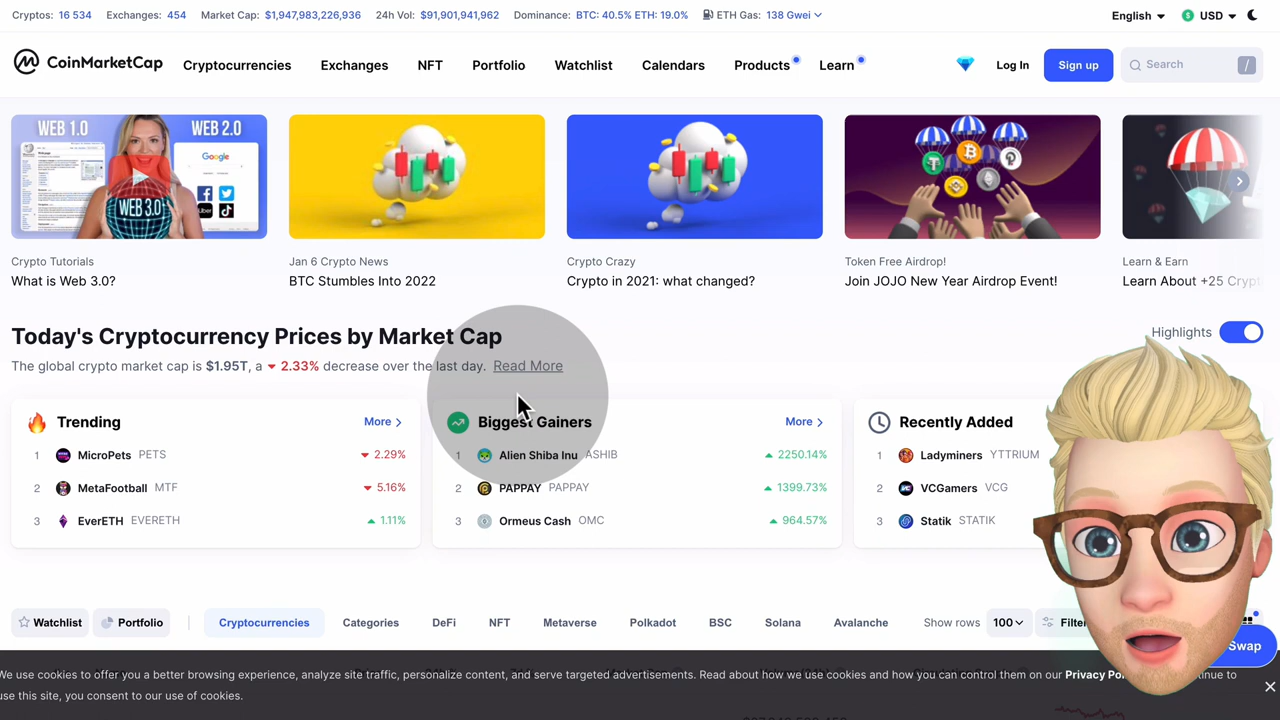 Cryptos: 16 534 Exchanges: 454 Market Cap: $1,947,983,226,936 24h Vol: $91,901,941,962 Dominance: BTC: 40.5% ETH: 19.0% ETH Gas: 138 Gwei English USD
CoinMarketCap Cryptocurrencies Exchanges NFT Portfolio Watchlist Calendars Products Learn Log In Sign up Search /
WEB 1.0 WEB 2.0
Google
WEB 3.0
Crypto Tutorials
What is Web 3.0?
Jan 6 Crypto News
BTC Stumbles Into 2022
Crypto Crazy
Crypto in 2021: what changed?
Token Free Airdrop!
Join JOJO New Year Airdrop Event!
Learn & Earn
Learn About +25 Crypt
Today's Cryptocurrency Prices by Market Cap
Highlights
The global crypto market cap is $1.95T, a 2.33% decrease over the last day. Read More
Trending More
1 MicroPets PETS 2.29%
2 MetaFootball MTF 5.16%
3 EverETH EVERETH 1.11%
Biggest Gainers More
1 Alien Shiba Inu ASHIB 2250.14%
2 PAPPAY PAPPAY 1399.73%
3 Ormeus Cash OMC 964.57%
Recently Added
1 Ladyminers YTTRIUM
2 VCGamers VCG
3 Statik STATIK
Watchlist Portfolio Cryptocurrencies Categories DeFi NFT Metaverse Polkadot BSC Solana Avalanche Show rows 100 Filter
Swap
We use cookies to offer you a better browsing experience, analyze site traffic, personalize content, and serve targeted advertisements. Read about how we use cookies and how you can control them on our Privacy
use this site, you consent to our use of cookies.